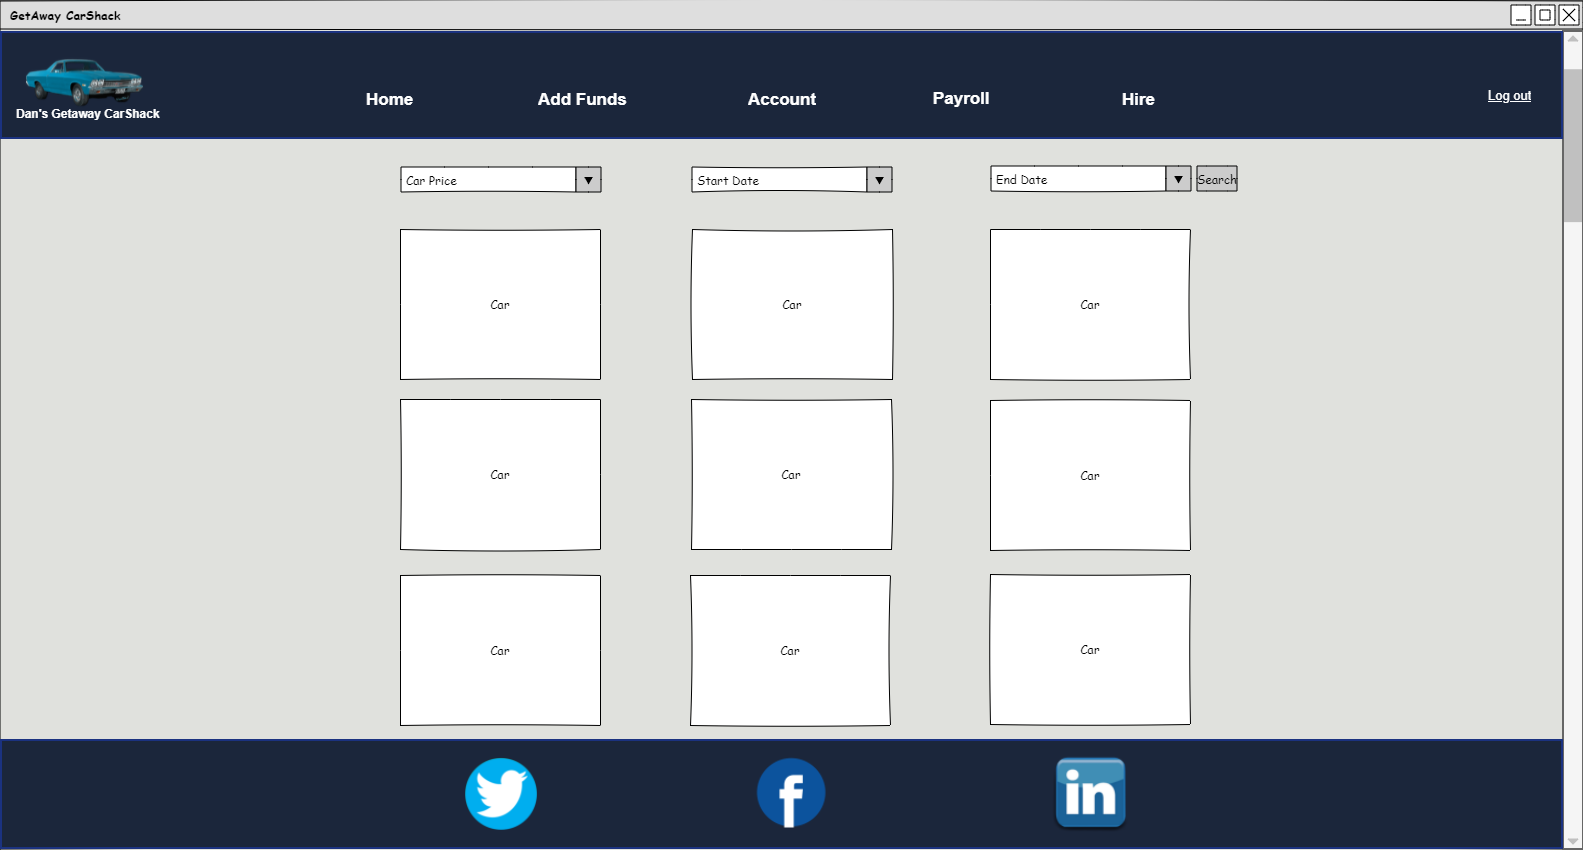 GetAway CarShack
Dan's Getaway CarShack
Home
Add Funds
Account
Payroll
Hire
Log out
Car Price
Start Date
End Date
Search
Car
Car
Car
Car
Car
Car
Car
Car
Car
f
in